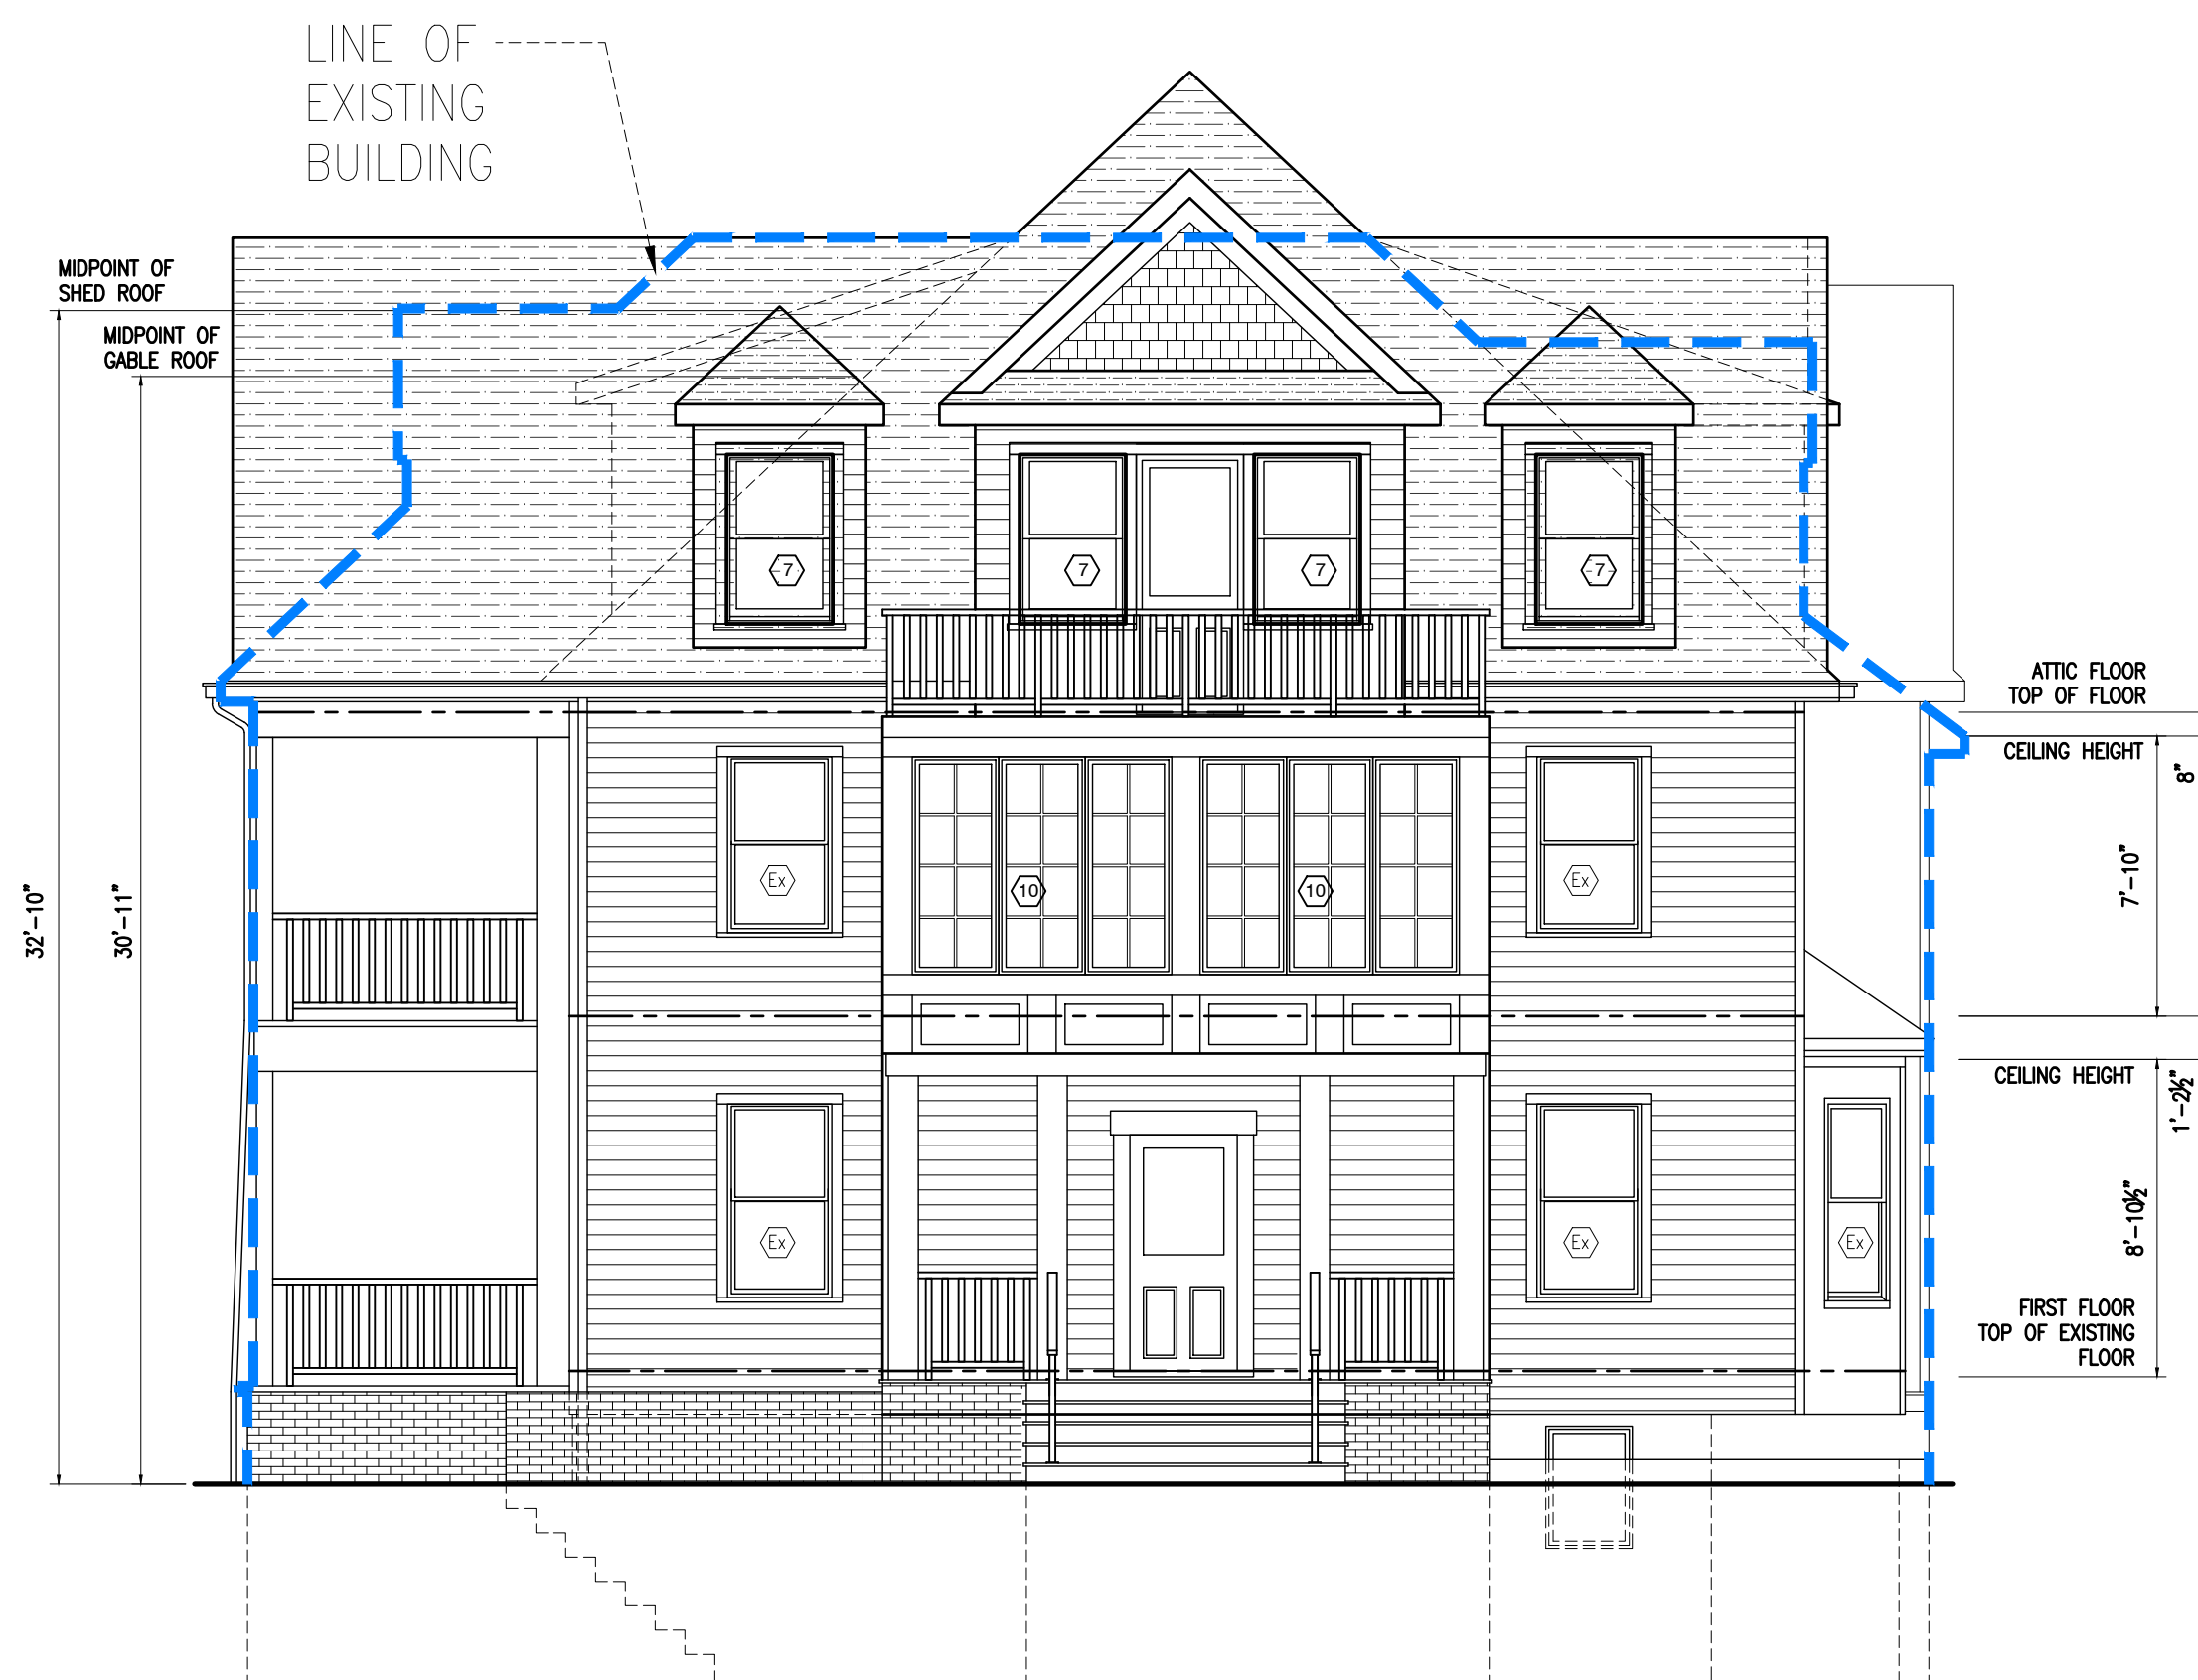 LINE OF
EXISTING
BUILDING
MIDPOINT OF
SHED ROOF
MIDPOINT OF
GABLE ROOF
7
7
7
7
ATTIC FLOOR
TOP OF FLOOR
CEILING HEIGHT
8"
32'-10"
30'-11"
7'-10"
Ex
10
10
Ex
CEILING HEIGHT
1'-2½"
8'-10½"
Ex
Ex
Ex
FIRST FLOOR
TOP OF EXISTING
FLOOR